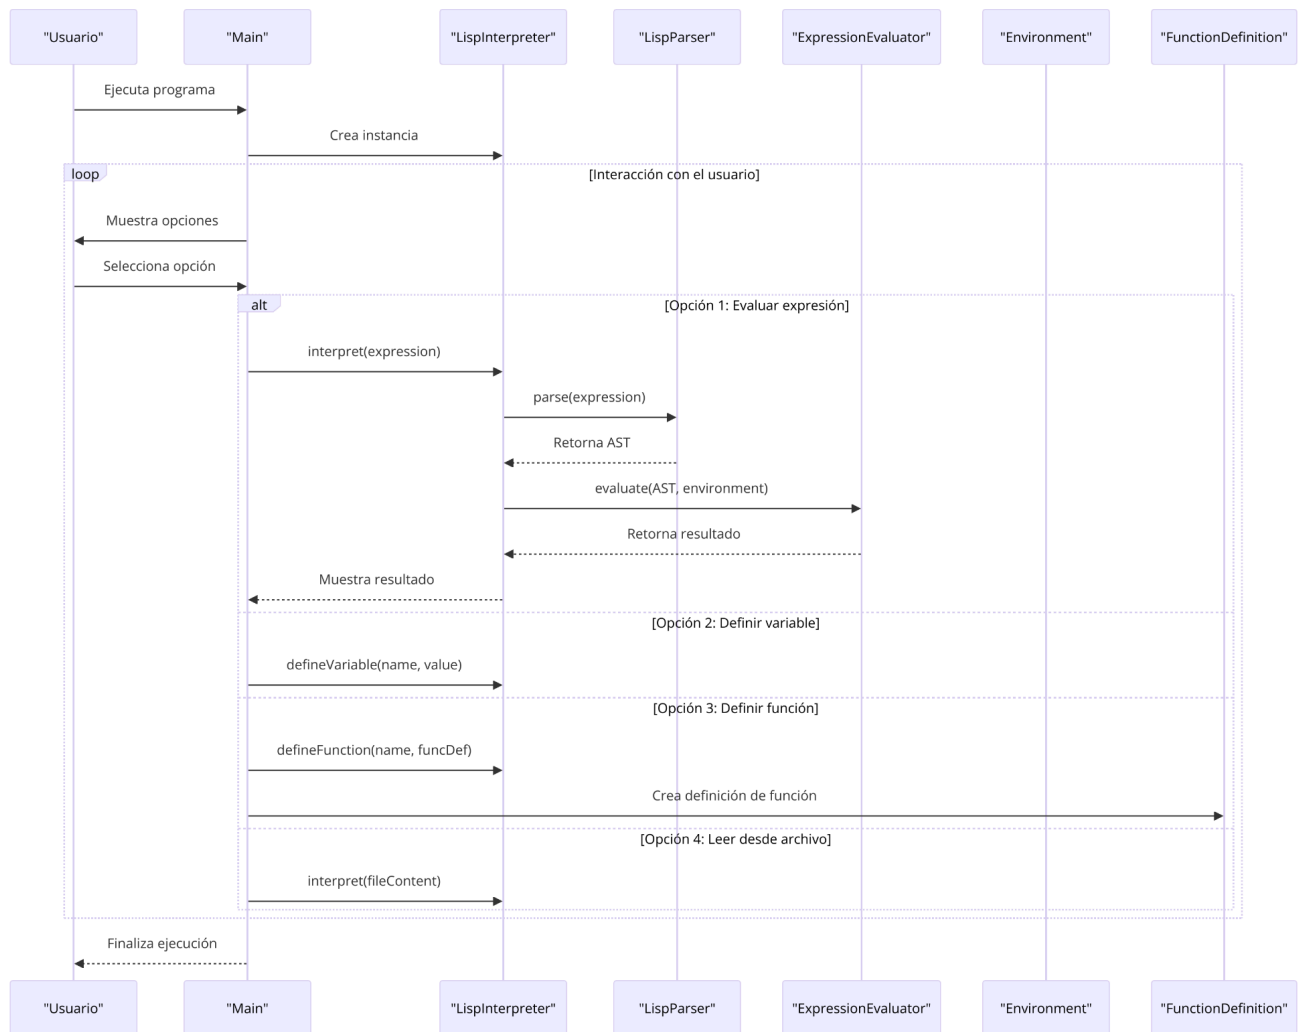 "Usuario" "Main" "LispInterpreter" "LispParser" "ExpressionEvaluator" "Environment" "FunctionDefinition"
Ejecuta programa
Crea instancia
loop [Interacción con el usuario]
Muestra opciones
Selecciona opción
alt [Opción 1: Evaluar expresión]
interpret(expression)
parse(expression)
Retorna AST
evaluate(AST, environment)
Retorna resultado
Muestra resultado
[Opción 2: Definir variable]
defineVariable(name, value)
[Opción 3: Definir función]
defineFunction(name, funcDef)
Crea definición de función
[Opción 4: Leer desde archivo]
interpret(fileContent)
Finaliza ejecución
"Usuario" "Main" "LispInterpreter" "LispParser" "ExpressionEvaluator" "Environment" "FunctionDefinition"